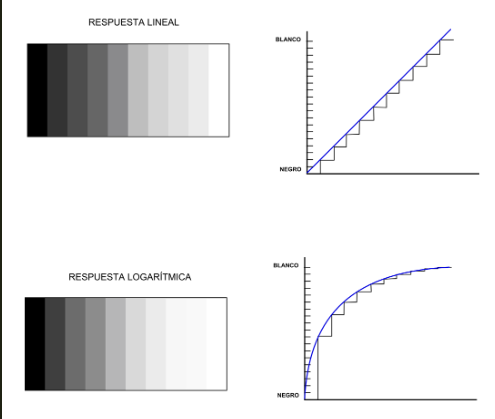 RESPUESTA LINEAL
BLANCO
NEGRO
RESPUESTA LOGARÍTMICA
BLANCO
NEGRO